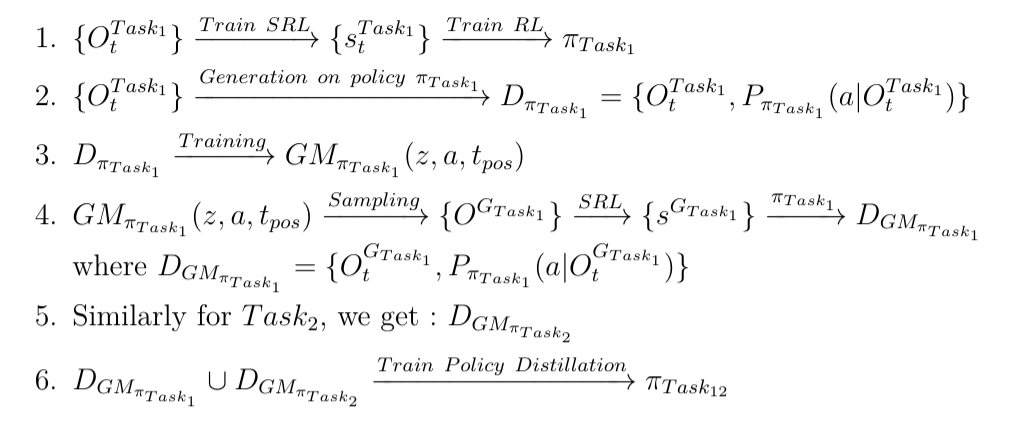 1. $\{O_t^{Task_1}\} \xrightarrow{Train\ SRL} \{s_t^{Task_1}\} \xrightarrow{Train\ RL} \pi_{Task_1}$
2. $\{O_t^{Task_1}\} \xrightarrow{Generation\ on\ policy\ \pi_{Task_1}} D_{\pi_{Task_1}} = \{O_t^{Task_1}, P_{\pi_{Task_1}}(a|O_t^{Task_1})\}$
3. $D_{\pi_{Task_1}} \xrightarrow{Training} GM_{\pi_{Task_1}}(z, a, t_{pos})$
4. $GM_{\pi_{Task_1}}(z, a, t_{pos}) \xrightarrow{Sampling} \{O^{G_{Task_1}}\} \xrightarrow{SRL} \{s^{G_{Task_1}}\} \xrightarrow{\pi_{Task_1}} D_{GM_{\pi_{Task_1}}}$
where $D_{GM_{\pi_{Task_1}}} = \{O_t^{G_{Task_1}}, P_{\pi_{Task_1}}(a|O_t^{G_{Task_1}})\}$
5. Similarly for $Task_2$, we get : $D_{GM_{\pi_{Task_2}}}$
6. $D_{GM_{\pi_{Task_1}}} \cup D_{GM_{\pi_{Task_2}}} \xrightarrow{Train\ Policy\ Distillation} \pi_{Task_{12}}$